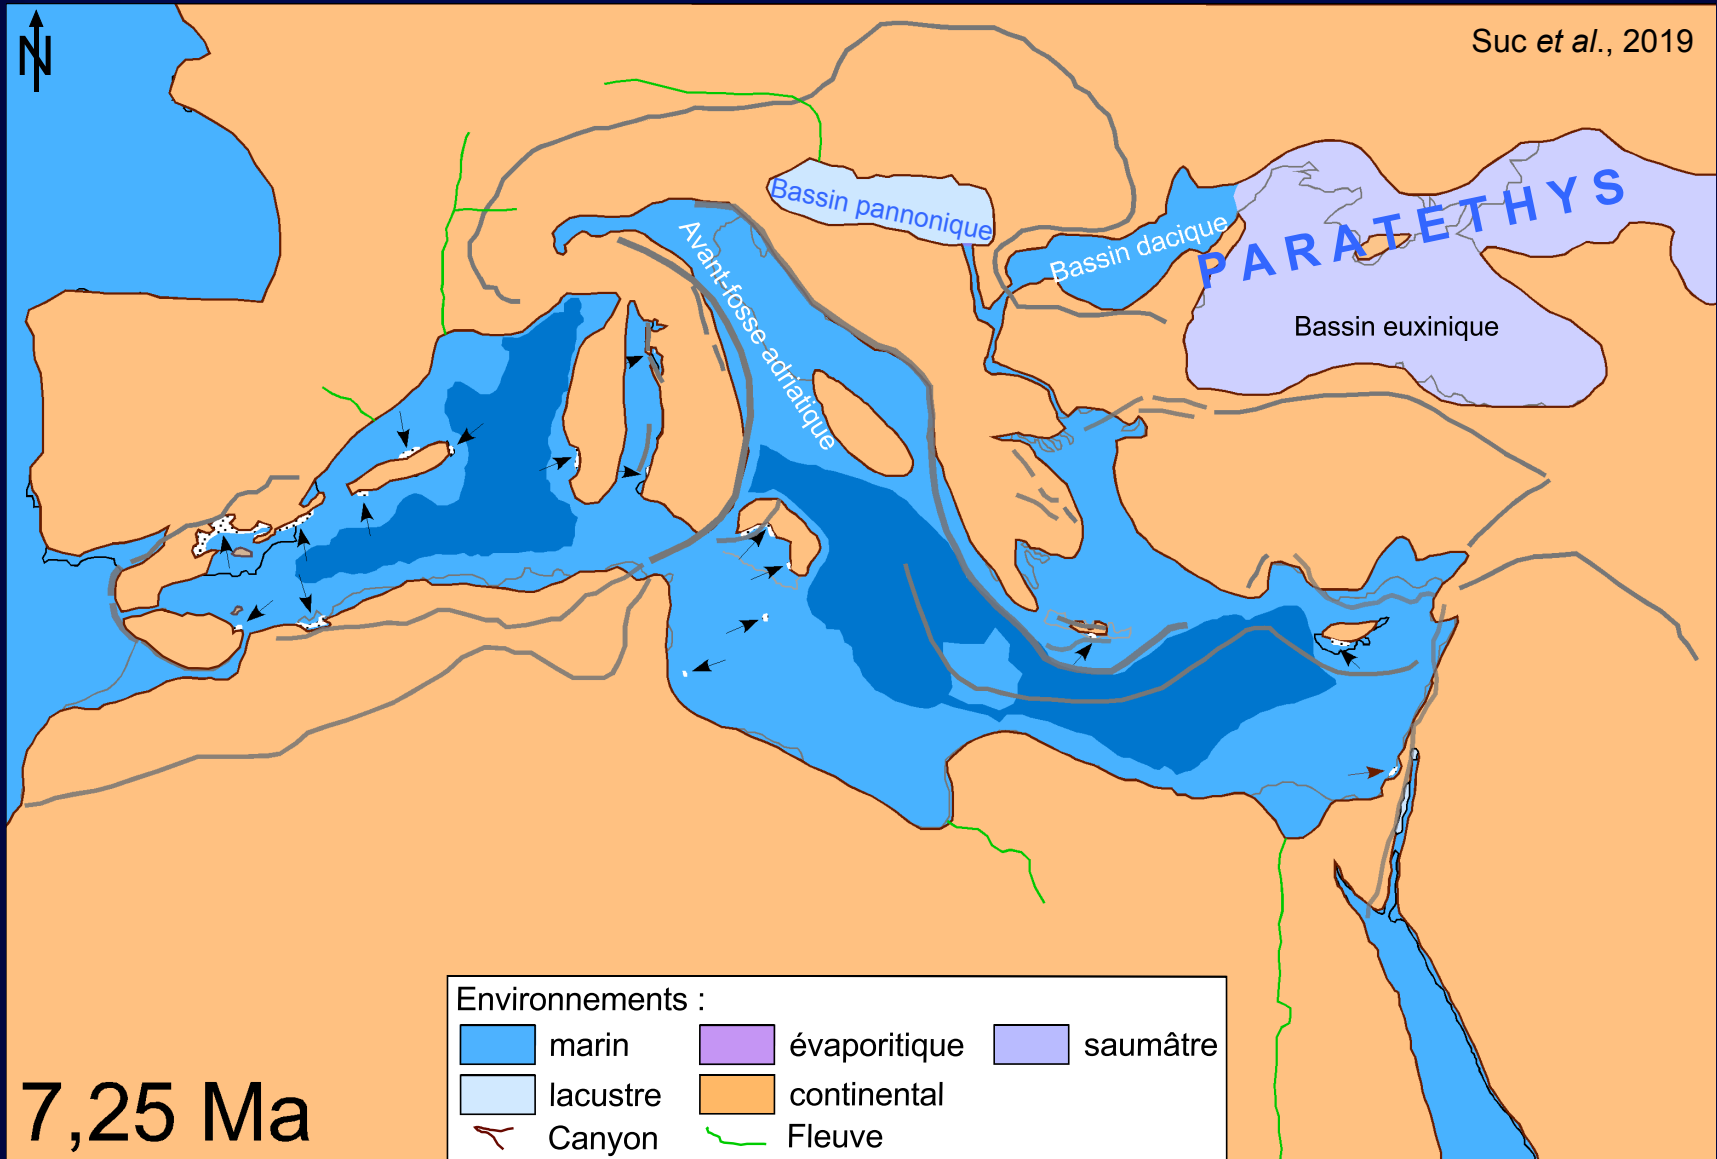 N
Suc et al., 2019
Bassin pannonique
Bassin dacique
PARATETHYS
Avant-fosse adriatique
Bassin euxinique
Environnements :
marin
évaporitique
saumâtre
lacustre
continental
Canyon
Fleuve
7,25 Ma